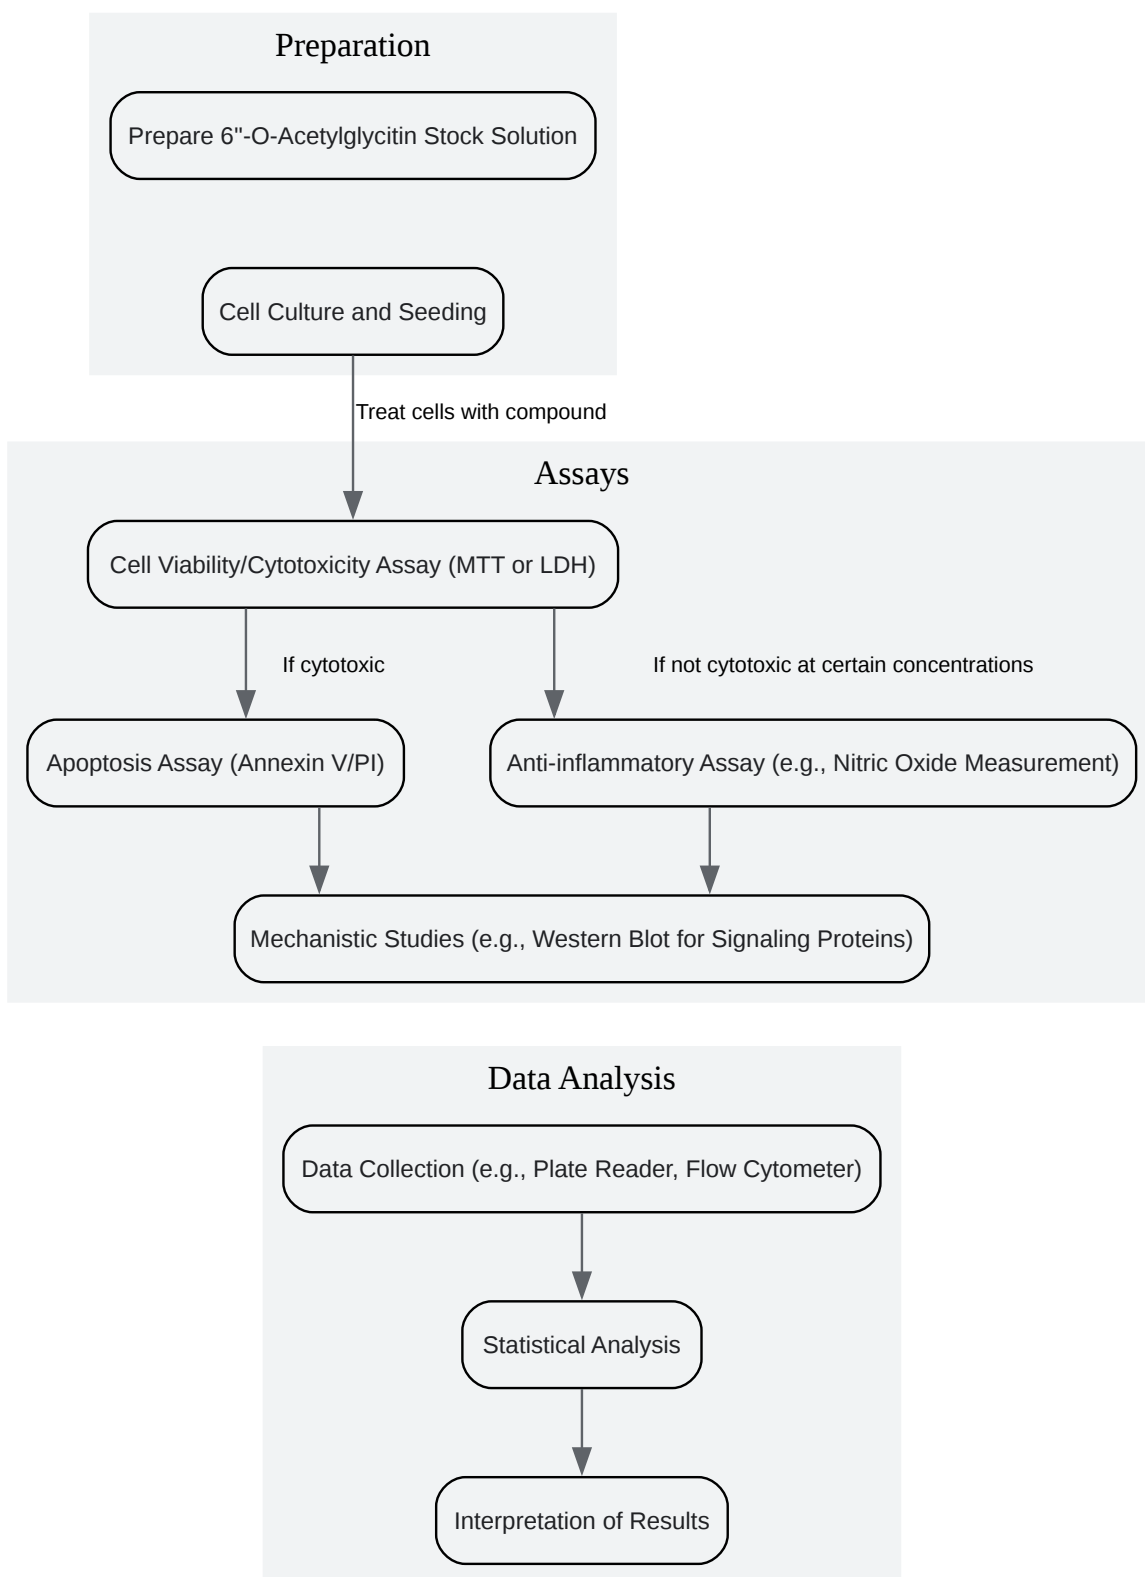 Preparation
Prepare 6"-O-Acetylglycitin Stock Solution
Cell Culture and Seeding
Treat cells with compound
Assays
Cell Viability/Cytotoxicity Assay (MTT or LDH)
If cytotoxic
If not cytotoxic at certain concentrations
Apoptosis Assay (Annexin V/PI)
Anti-inflammatory Assay (e.g., Nitric Oxide Measurement)
Mechanistic Studies (e.g., Western Blot for Signaling Proteins)
Data Analysis
Data Collection (e.g., Plate Reader, Flow Cytometer)
Statistical Analysis
Interpretation of Results